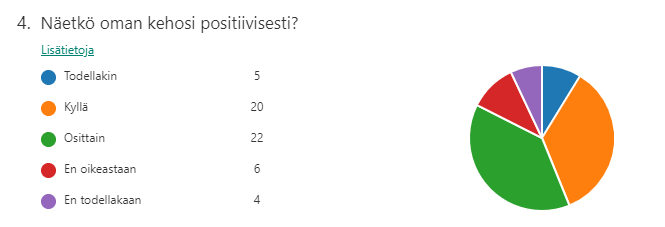 4. Näetkö oman kehosi positiivisesti?
Lisätietoja
Todellakin 5
Kyllä 20
Osittain 22
En oikeastaan 6
En todellakaan 4